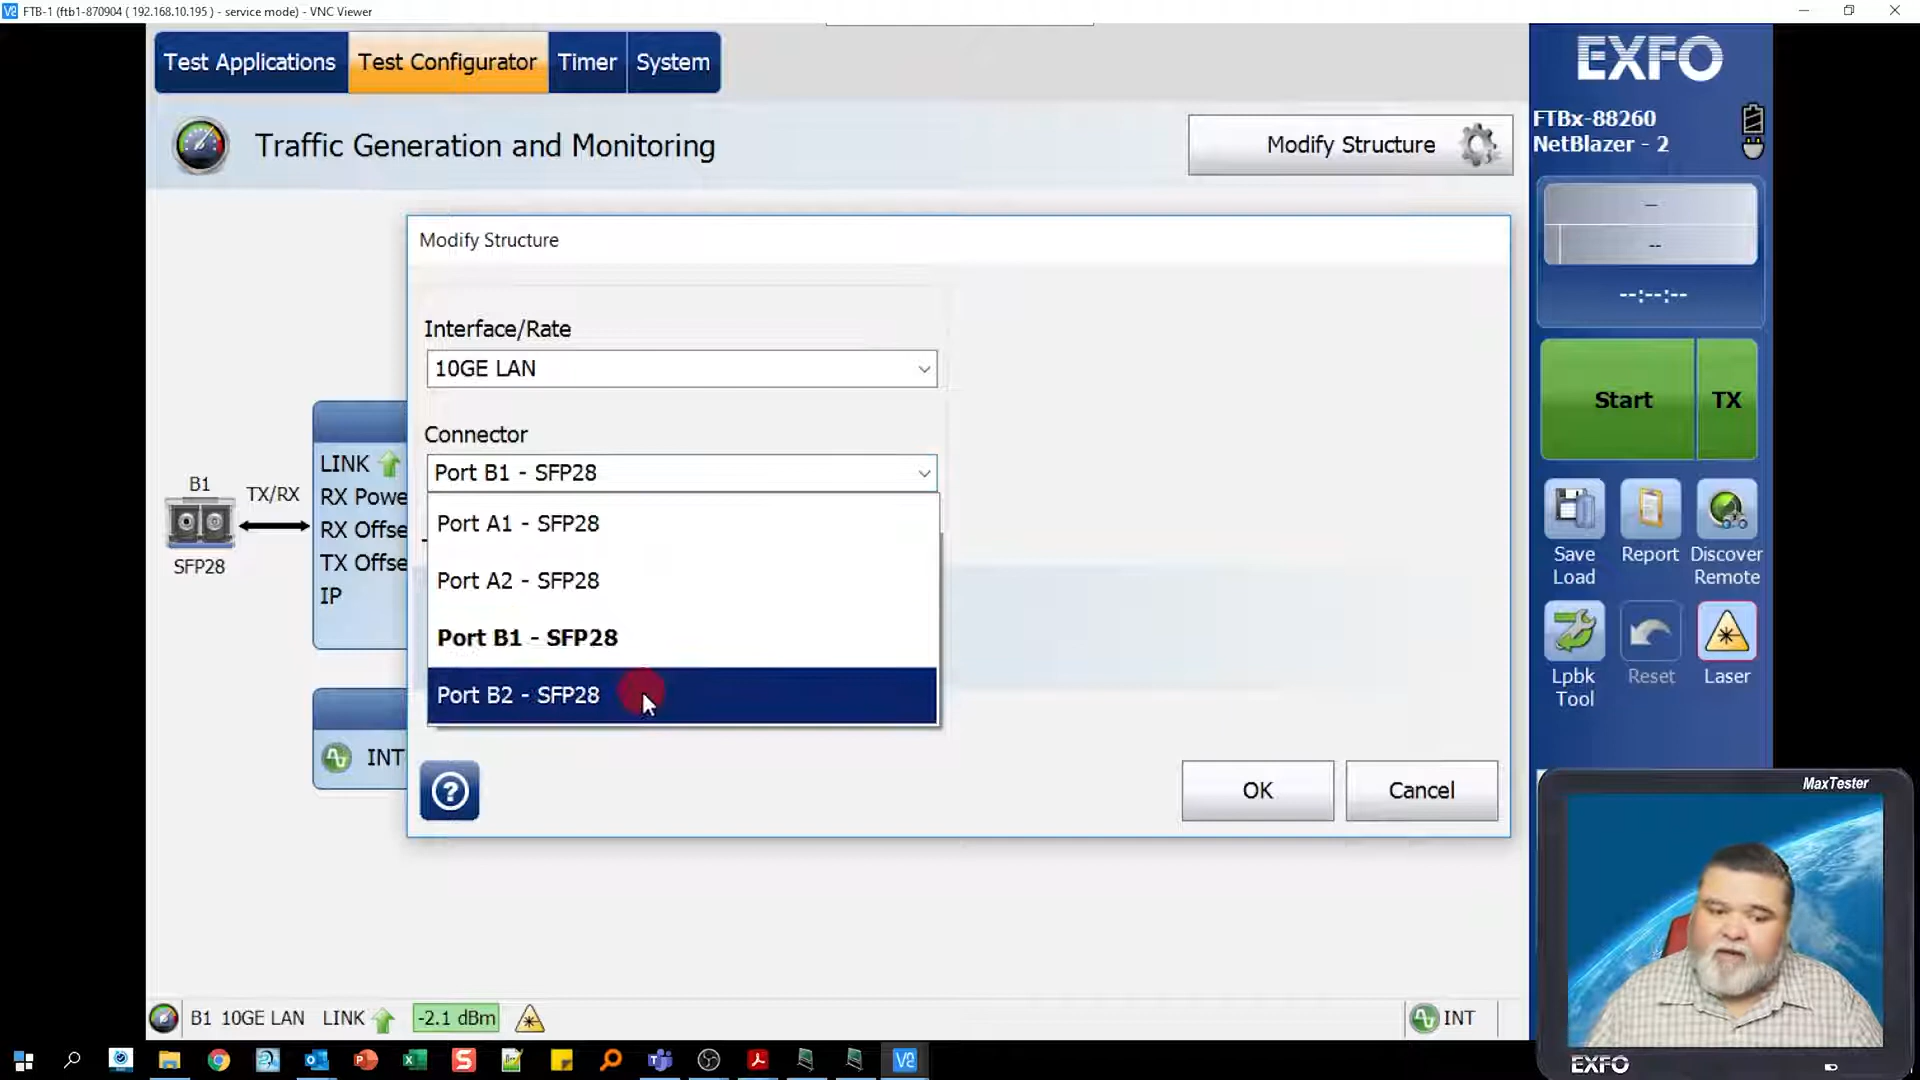 FTB-1 (ftb1-870904 ( 192.168.10.195 ) - service mode) - VNC Viewer
Test Applications
Test Configurator
Timer
System
EXFO
FTBx-88260
NetBlazer - 2
Traffic Generation and Monitoring
Modify Structure
--
--
--:--:--
Modify Structure
Interface/Rate
10GE LAN
Connector
Port B1 - SFP28
Port A1 - SFP28
Port A2 - SFP28
Port B1 - SFP28
Port B2 - SFP28
OK
Cancel
B1
TX/RX
SFP28
LINK
RX Powe
RX Offse
TX Offse
IP
INT
Start
TX
Save
Load
Report
Discover
Remote
Lpbk
Tool
Reset
Laser
MaxTester
EXFO
B1 10GE LAN LINK -2.1 dBm
INT